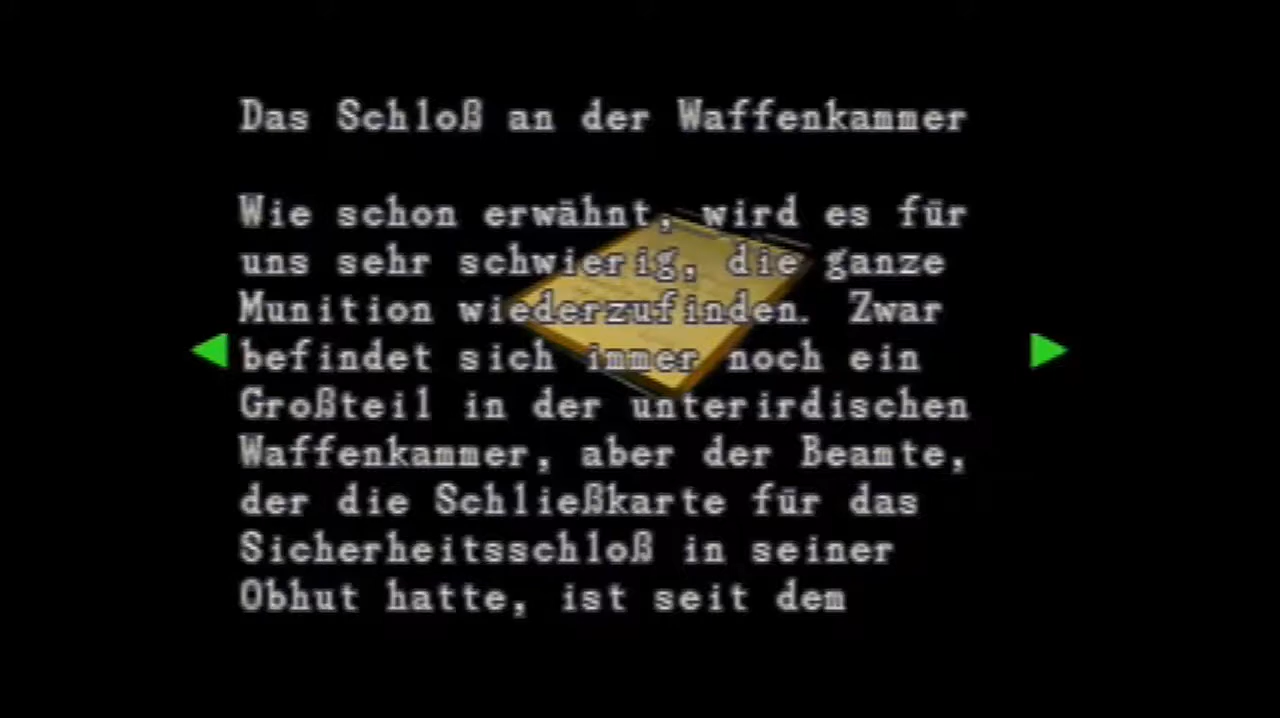 Das Schloß an der Waffenkammer
Wie schon erwähnt, wird es für
uns sehr schwierig, die ganze
Munition wiederzufinden. Zwar
befindet sich immer noch ein
Großteil in der unterirdischen
Waffenkammer, aber der Beamte,
der die Schließkarte für das
Sicherheitsschloß in seiner
Obhut hatte, ist seit dem